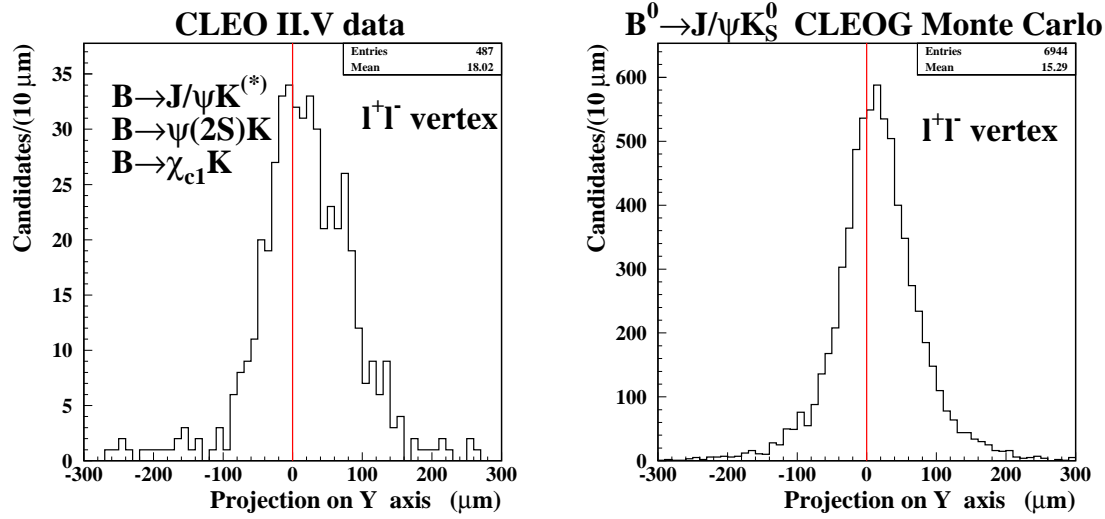 CLEO II.V data
Entries 487
Mean 18.02
B→J/ψK(*)
B→ψ(2S)K
B→χc1K
l+l- vertex
Candidates/(10 μm)
35
30
25
20
15
10
5
0
-300 -200 -100 0 100 200 300
Projection on Y axis (μm)
B0→J/ψK0S CLEOG Monte Carlo
Entries 6944
Mean 15.29
l+l- vertex
Candidates/(10 μm)
600
500
400
300
200
100
0
-300 -200 -100 0 100 200 300
Projection on Y axis (μm)